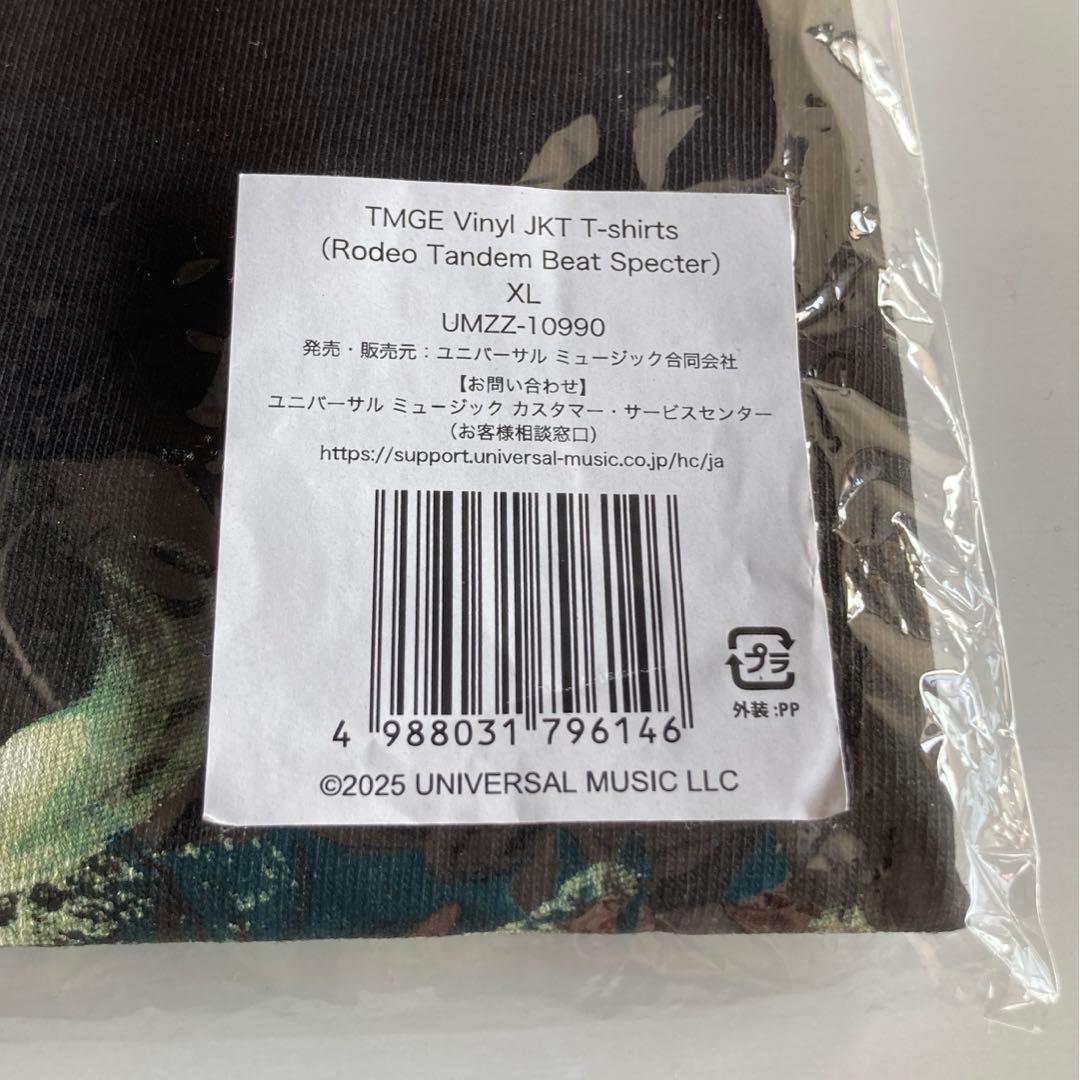 TMGE Vinyl JKT T-shirts
（Rodeo Tandem Beat Specter）
XL
UMZZ-10990
発売・販売元：ユニバーサル ミュージック合同会社
【お問い合わせ】
ユニバーサル ミュージック カスタマー・サービスセンター
（お客様相談窓口）
https://support.universal-music.co.jp/hc/ja
4 988031 796146
プラ
外装:PP
©2025 UNIVERSAL MUSIC LLC